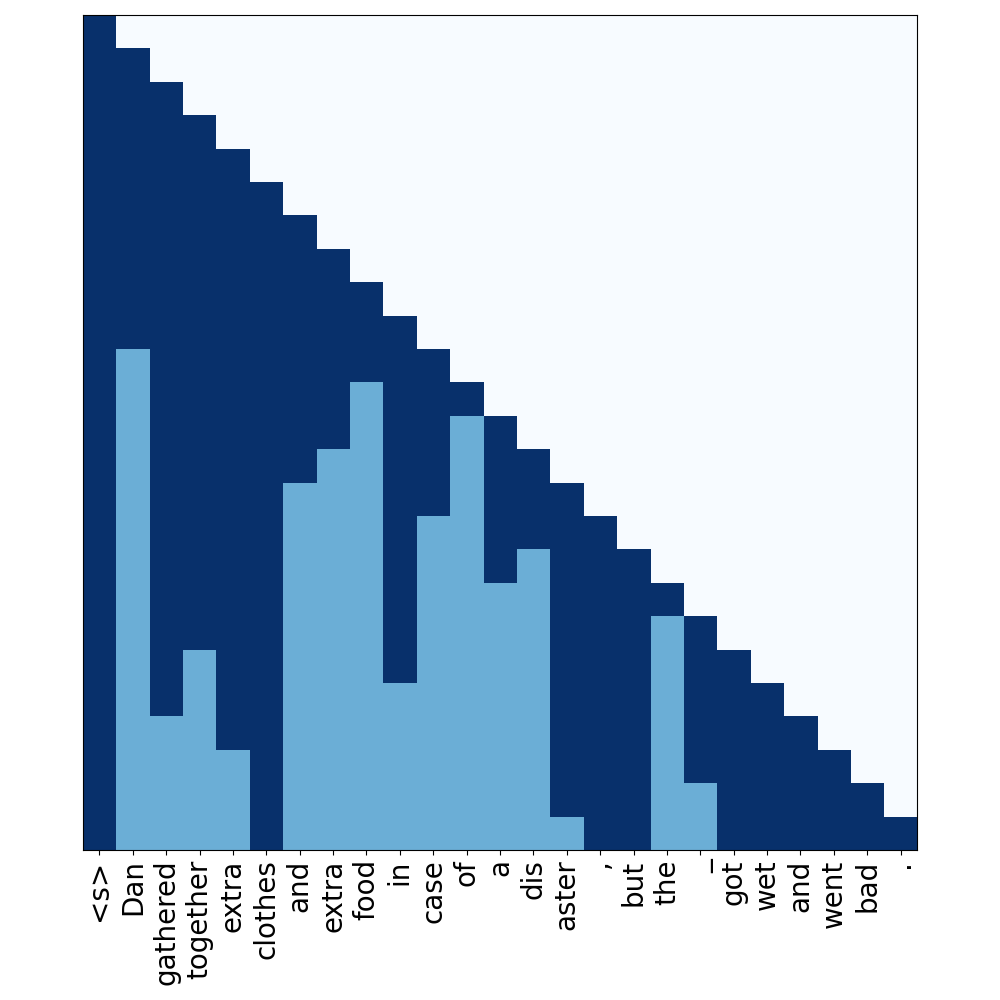 <s> Dan gathered together extra clothes and extra food in case of a dis aster , but the _ got wet and went bad .